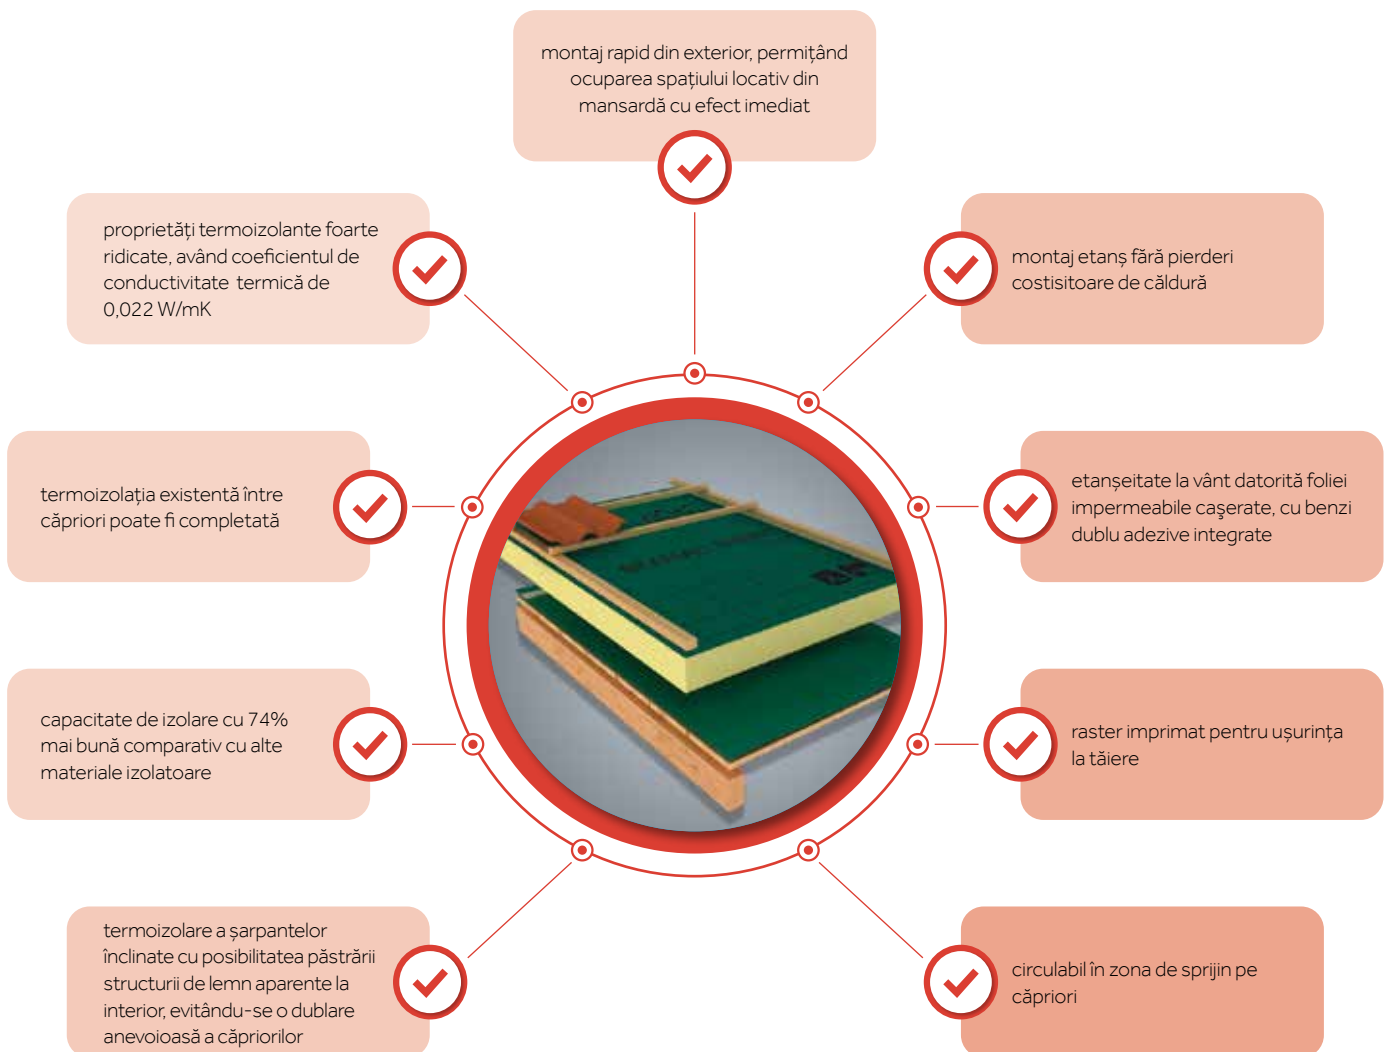 montaj rapid din exterior, permițând
ocuparea spațiului locativ din
mansardă cu efect imediat
proprietăți termoizolante foarte
ridicate, având coeficientul de
conductivitate termică de
0,022 W/mK
montaj etanș fără pierderi
costisitoare de căldură
termoizolația existentă între
căpriori poate fi completată
etanșeitate la vânt datorită foliei
impermeabile cașerate, cu benzi
dublu adezive integrate
capacitate de izolare cu 74%
mai bună comparativ cu alte
materiale izolatoare
raster imprimat pentru ușurința
la tăiere
termoizolare a șarpantelor
înclinate cu posibilitatea păstrării
structurii de lemn aparente la
interior, evitându-se o dublare
anevoioasă a căpriorilor
circulabil în zona de sprijin pe
căpriori